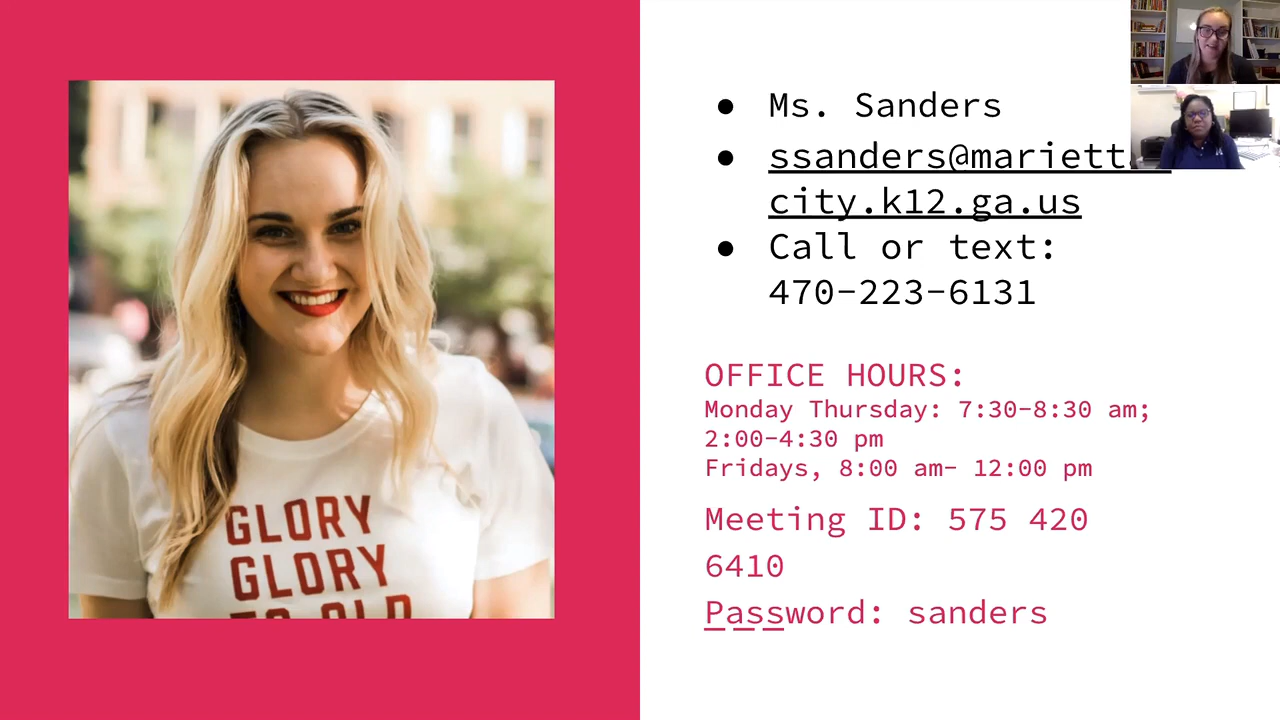 Ms. Sanders
ssanders@mariett
city.k12.ga.us
Call or text:
470-223-6131
OFFICE HOURS:
Monday Thursday: 7:30-8:30 am;
2:00-4:30 pm
Fridays, 8:00 am- 12:00 pm
Meeting ID: 575 420
6410
Password: sanders
GLORY
GLORY
TO OLD